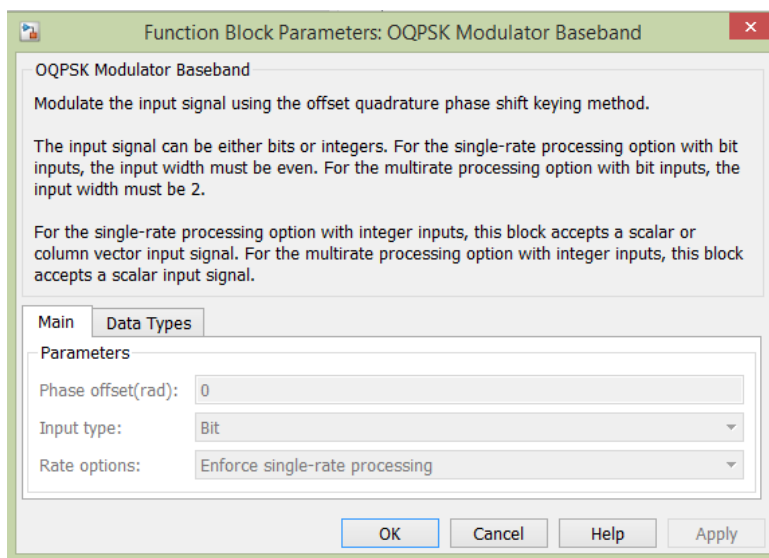 Function Block Parameters: OQPSK Modulator Baseband
OQPSK Modulator Baseband
Modulate the input signal using the offset quadrature phase shift keying method.
The input signal can be either bits or integers. For the single-rate processing option with bit
inputs, the input width must be even. For the multirate processing option with bit inputs, the
input width must be 2.
For the single-rate processing option with integer inputs, this block accepts a scalar or
column vector input signal. For the multirate processing option with integer inputs, this block
accepts a scalar input signal.
Main Data Types
Parameters
Phase offset(rad): 0
Input type: Bit
Rate options: Enforce single-rate processing
OK Cancel Help Apply